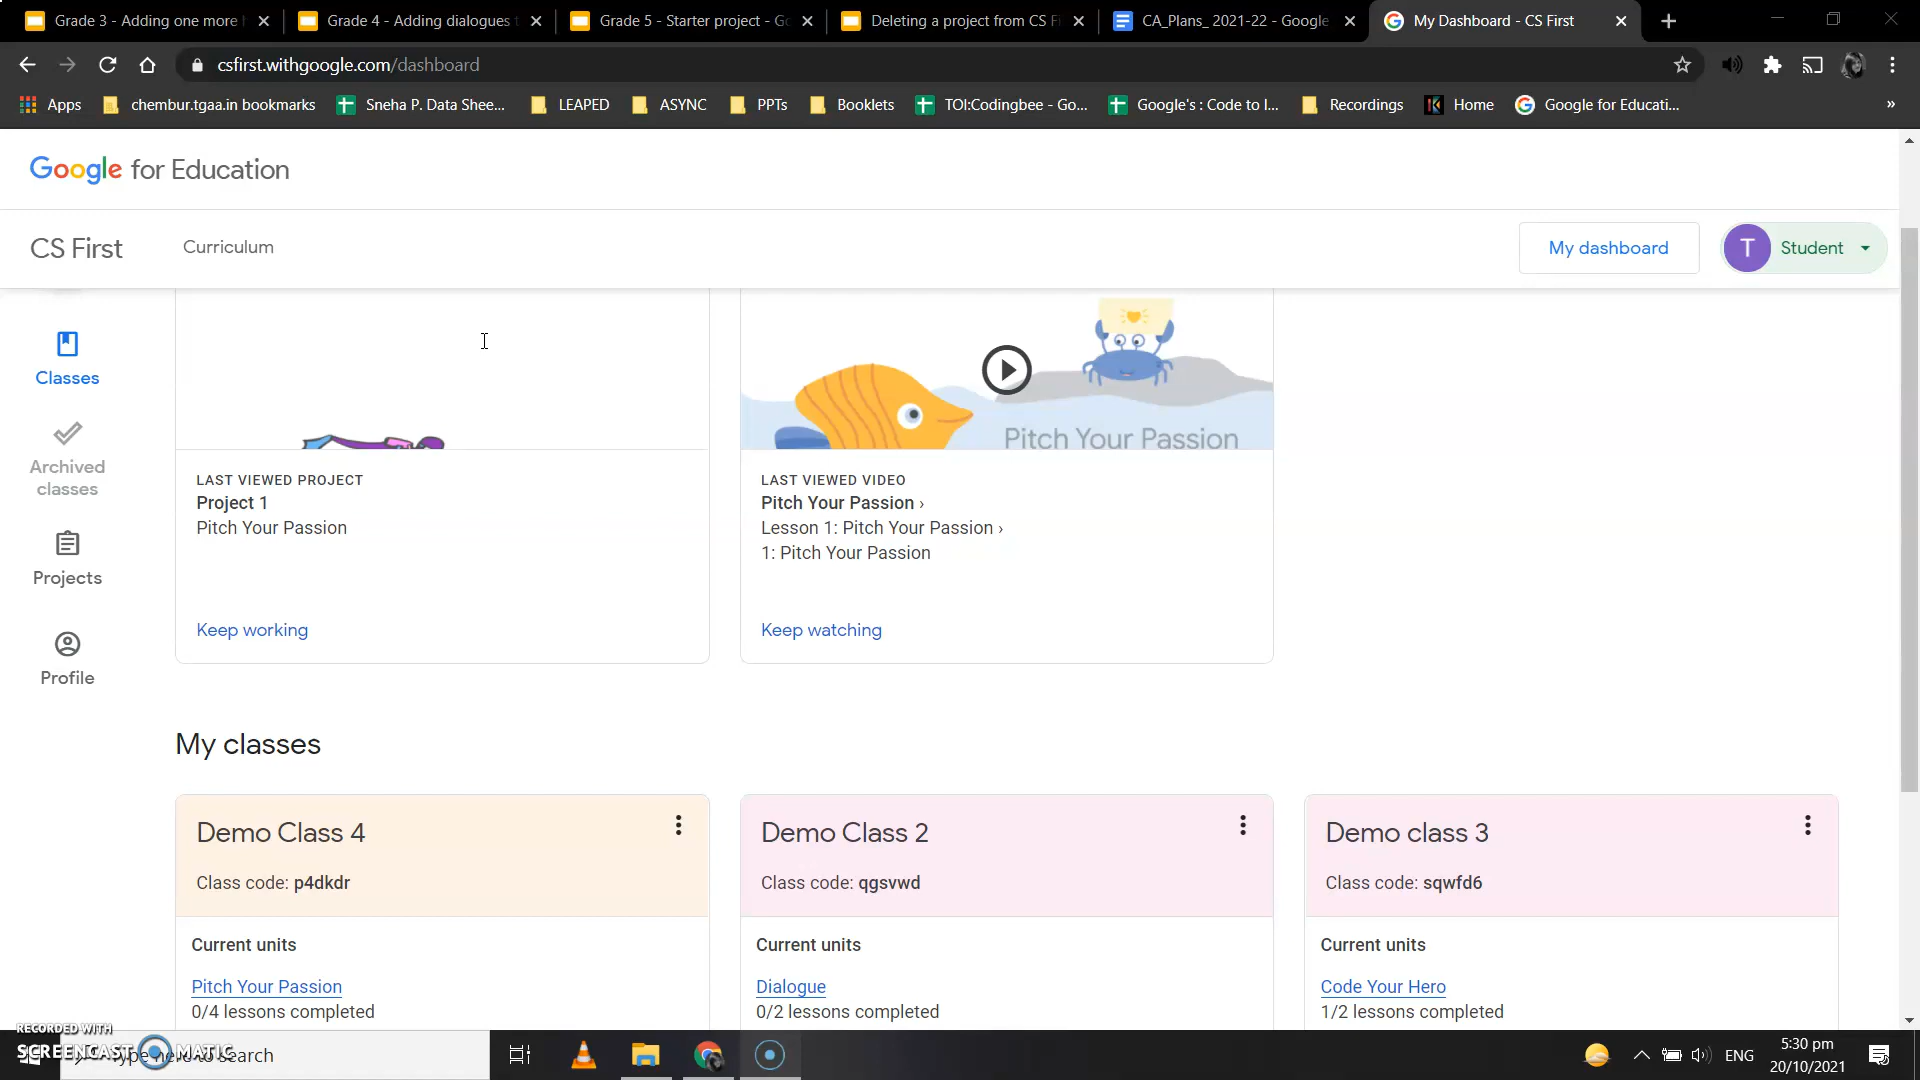 Grade 3 - Adding one more
Grade 4 - Adding dialogues
Grade 5 - Starter project - Go
Deleting a project from CS Fi
CA_Plans_ 2021-22 - Google
My Dashboard - CS First
csfirst.withgoogle.com/dashboard
Apps
chembur.tgaa.in bookmarks
Sneha P. Data Shee...
LEAPED
ASYNC
PPTs
Booklets
TOI:Codingbee - Go...
Google's : Code to l...
Recordings
Home
Google for Educati...
»
Google for Education
CS First
Curriculum
My dashboard
T
Student
Classes
Archived
classes
Projects
Profile
LAST VIEWED PROJECT
Project 1
Pitch Your Passion
Keep working
Pitch Your Passion
LAST VIEWED VIDEO
Pitch Your Passion ›
Lesson 1: Pitch Your Passion ›
1: Pitch Your Passion
Keep watching
My classes
Demo Class 4
Class code: p4dkdr
Current units
Pitch Your Passion
0/4 lessons completed
Demo Class 2
Class code: qgsvwd
Current units
Dialogue
0/2 lessons completed
Demo class 3
Class code: sqwfd6
Current units
Code Your Hero
1/2 lessons completed
RECORDED WITH
SCREENCAST MATIC
Type here to search
ENG
5:30 pm
20/10/2021